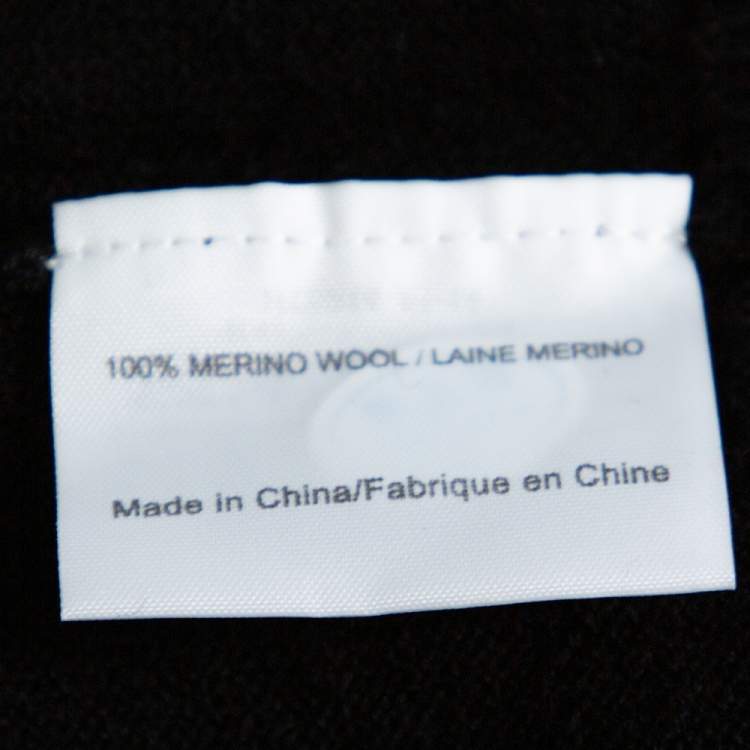 100% MERINO WOOL / LAINE MERINO
Made in China/Fabrique en Chine